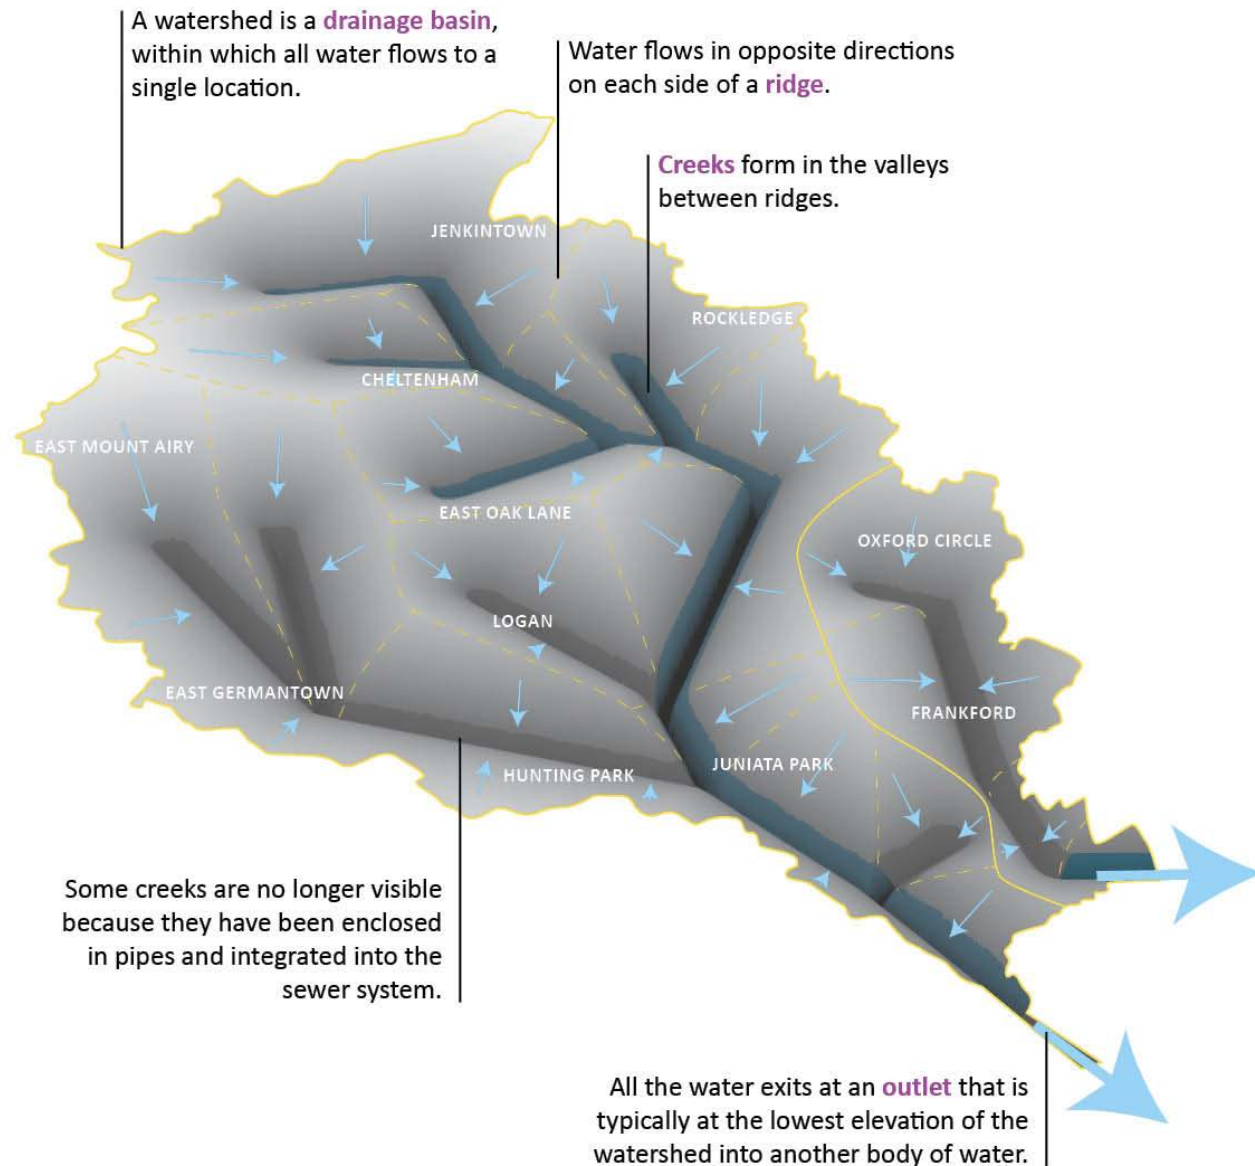 A watershed is a drainage basin,
within which all water flows to a
single location.
Water flows in opposite directions
on each side of a ridge.
Creeks form in the valleys
between ridges.
JENKINTOWN
ROCKLEDGE
CHELTENHAM
EAST MOUNT AIRY
EAST OAK LANE
OXFORD CIRCLE
LOGAN
EAST GERMANTOWN
FRANKFORD
HUNTING PARK
JUNIATA PARK
Some creeks are no longer visible
because they have been enclosed
in pipes and integrated into the
sewer system.
All the water exits at an outlet that is
typically at the lowest elevation of the
watershed into another body of water.